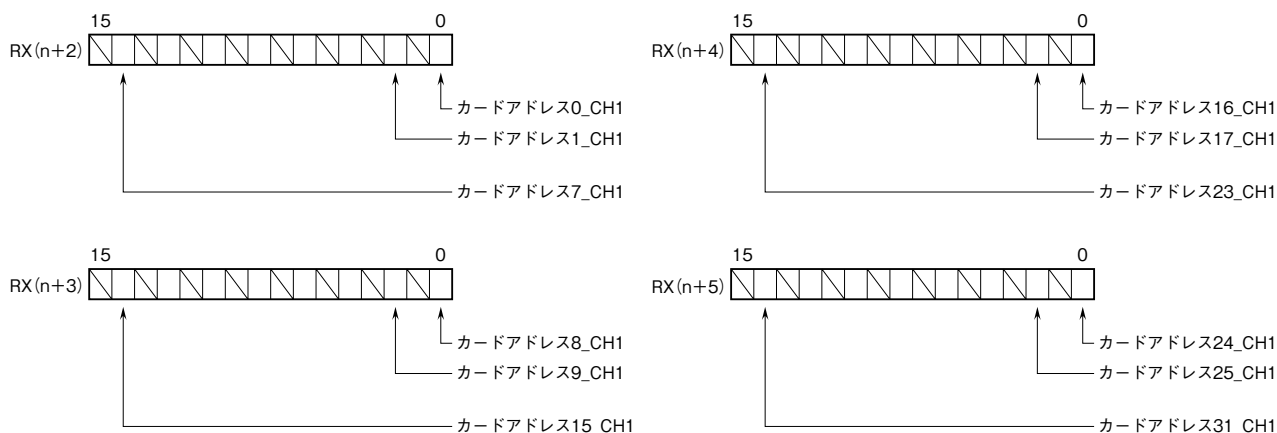 15 0
RX(n+2)
カードアドレス0_CH1
カードアドレス1_CH1
カードアドレス7_CH1
15 0
RX(n+3)
カードアドレス8_CH1
カードアドレス9_CH1
カードアドレス15_CH1
15 0
RX(n+4)
カードアドレス16_CH1
カードアドレス17_CH1
カードアドレス23_CH1
15 0
RX(n+5)
カードアドレス24_CH1
カードアドレス25_CH1
カードアドレス31_CH1